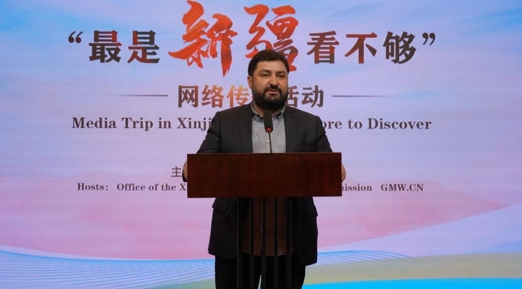 “最是新疆看不够”
网络传 活动
Media Trip in Xinji ore to Discover
主
Hosts: Office of the X mission GMW.CN